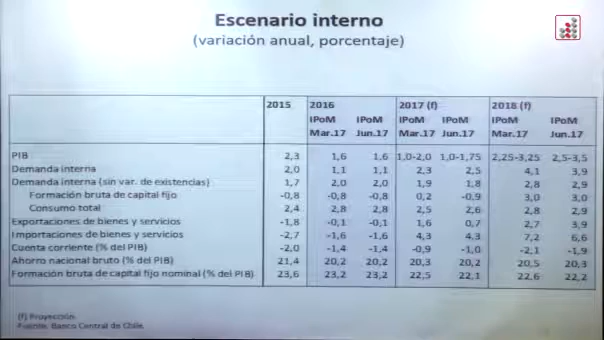 Escenario interno
(variación anual, porcentaje)
2015 2016 2017 (f) 2018 (f)
IPoM IPoM IPoM IPoM IPoM IPoM
Mar.17 Jun.17 Mar.17 Jun.17 Mar.17 Jun.17
PIB 2,3 1,6 1,6 1,0-2,0 1,0-1,75 2,25-3,25 2,5-3,5
Demanda interna 2,0 1,1 1,1 2,3 2,5 4,1 3,9
Demanda interna (sin var. de existencias) 1,7 2,0 2,0 1,9 1,8 2,8 2,9
Formación bruta de capital fijo -0,8 -0,8 -0,8 0,2 -0,9 3,0 3,0
Consumo total 2,4 2,8 2,8 2,5 2,6 2,8 2,9
Exportaciones de bienes y servicios -1,8 -0,1 -0,1 1,6 0,7 2,7 3,9
Importaciones de bienes y servicios -2,7 -1,6 -1,6 4,3 4,3 7,2 6,6
Cuenta corriente (% del PIB) -2,0 -1,4 -1,4 -0,9 -1,0 -2,1 -1,9
Ahorro nacional bruto (% del PIB) 21,4 20,2 20,2 20,3 20,2 20,5 20,3
Formación bruta de capital fijo nominal (% del PIB) 23,6 23,2 23,2 22,5 22,1 22,6 22,2
(f) Proyección.
Fuente: Banco Central de Chile.